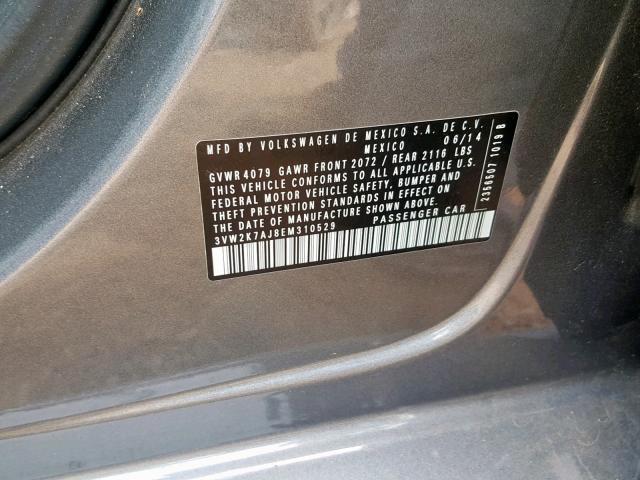 MFD BY VOLKSWAGEN DE MEXICO S.A. DE C.V.
MEXICO 06/14
GVWR 4079 GAWR FRONT 2072 / REAR 2116 LBS
THIS VEHICLE CONFORMS TO ALL APPLICABLE U.S.
FEDERAL MOTOR VEHICLE SAFETY, BUMPER AND
THEFT PREVENTION STANDARDS IN EFFECT ON
THE DATE OF MANUFACTURE SHOWN ABOVE.
3VW2K7AJ8EM310529 PASSENGER CAR
2356507 1019 B